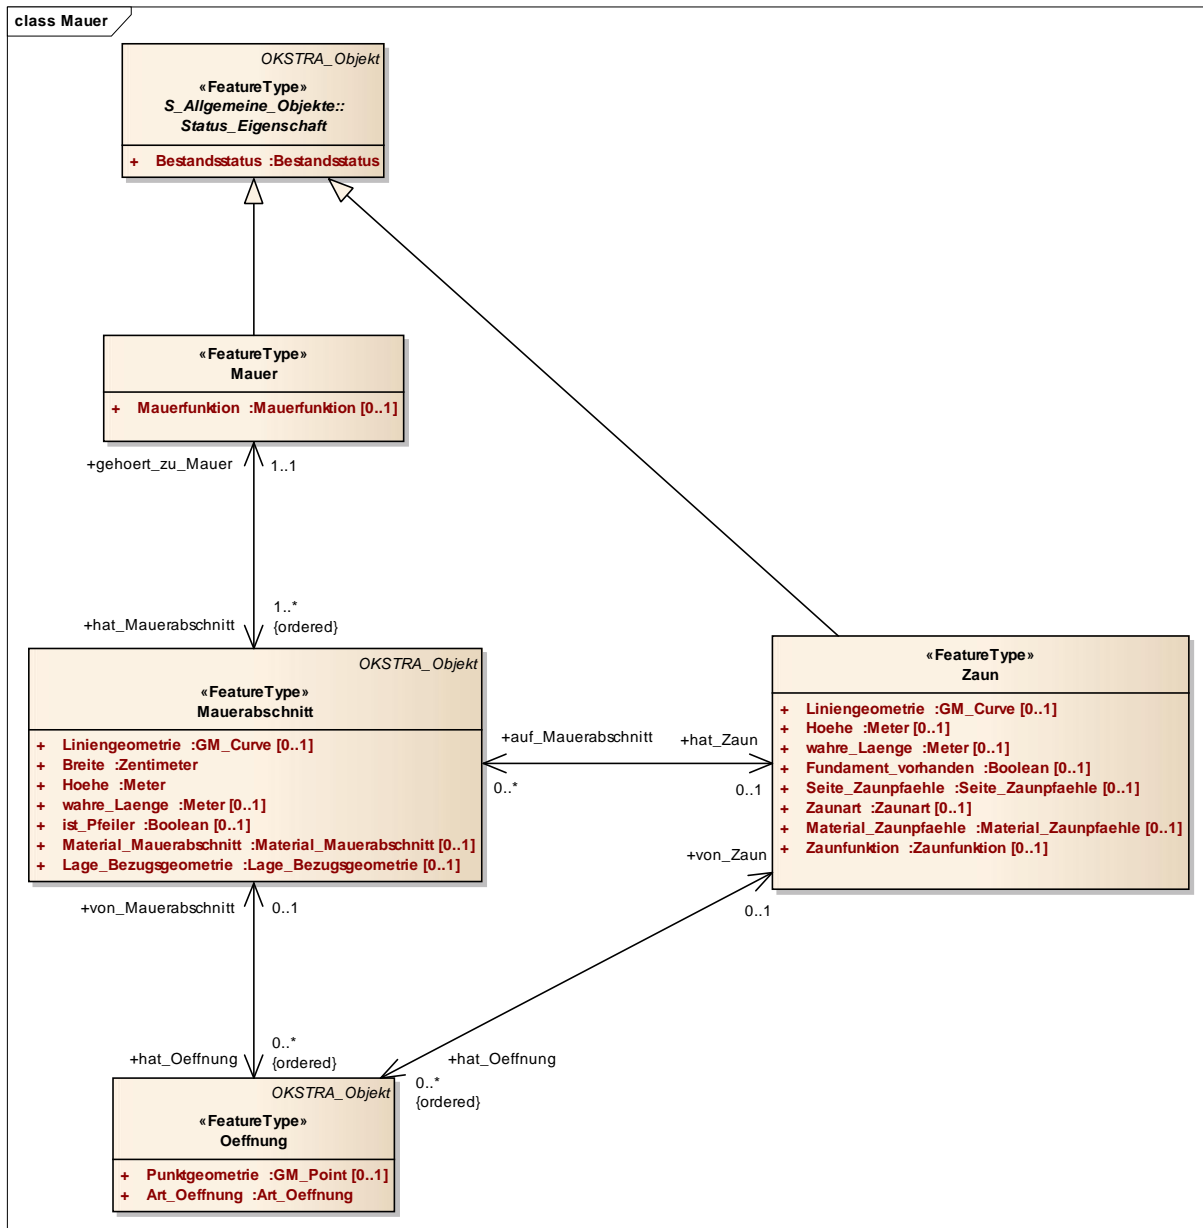 class Mauer
OKSTRA_Objekt
«FeatureType»
S_Allgemeine_Objekte::
Status_Eigenschaft
+ Bestandsstatus :Bestandsstatus
«FeatureType»
Mauer
+ Mauerfunktion :Mauerfunktion [0..1]
+gehoert_zu_Mauer
1..1
1..*
{ordered}
+hat_Mauerabschnitt
OKSTRA_Objekt
«FeatureType»
Mauerabschnitt
+ Liniengeometrie :GM_Curve [0..1]
+ Breite :Zentimeter
+ Hoehe :Meter
+ wahre_Laenge :Meter [0..1]
+ ist_Pfeiler :Boolean [0..1]
+ Material_Mauerabschnitt :Material_Mauerabschnitt [0..1]
+ Lage_Bezugsgeometrie :Lage_Bezugsgeometrie [0..1]
+auf_Mauerabschnitt
+hat_Zaun
0..*
0..1
«FeatureType»
Zaun
+ Liniengeometrie :GM_Curve [0..1]
+ Hoehe :Meter [0..1]
+ wahre_Laenge :Meter [0..1]
+ Fundament_vorhanden :Boolean [0..1]
+ Seite_Zaunpfaehle :Seite_Zaunpfaehle [0..1]
+ Zaunart :Zaunart [0..1]
+ Material_Zaunpfaehle :Material_Zaunpfaehle [0..1]
+ Zaunfunktion :Zaunfunktion [0..1]
+von_Zaun
0..1
+von_Mauerabschnitt
0..1
0..*
{ordered}
+hat_Oeffnung
+hat_Oeffnung
0..*
{ordered}
OKSTRA_Objekt
«FeatureType»
Oeffnung
+ Punktgeometrie :GM_Point [0..1]
+ Art_Oeffnung :Art_Oeffnung